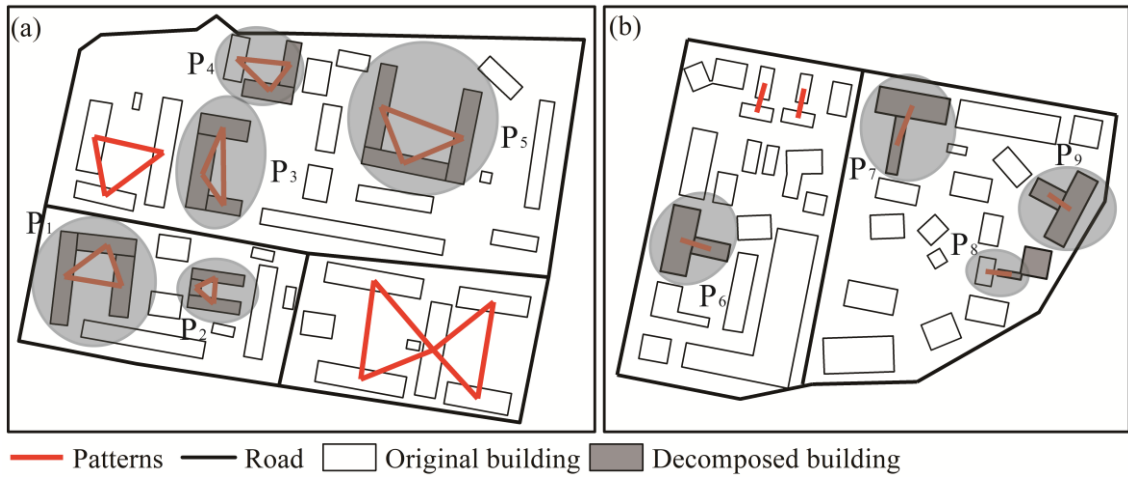 (a)
(b)
P4
P5
P3
P1
P2
P7
P9
P8
P6
Patterns
Road
Original building
Decomposed building